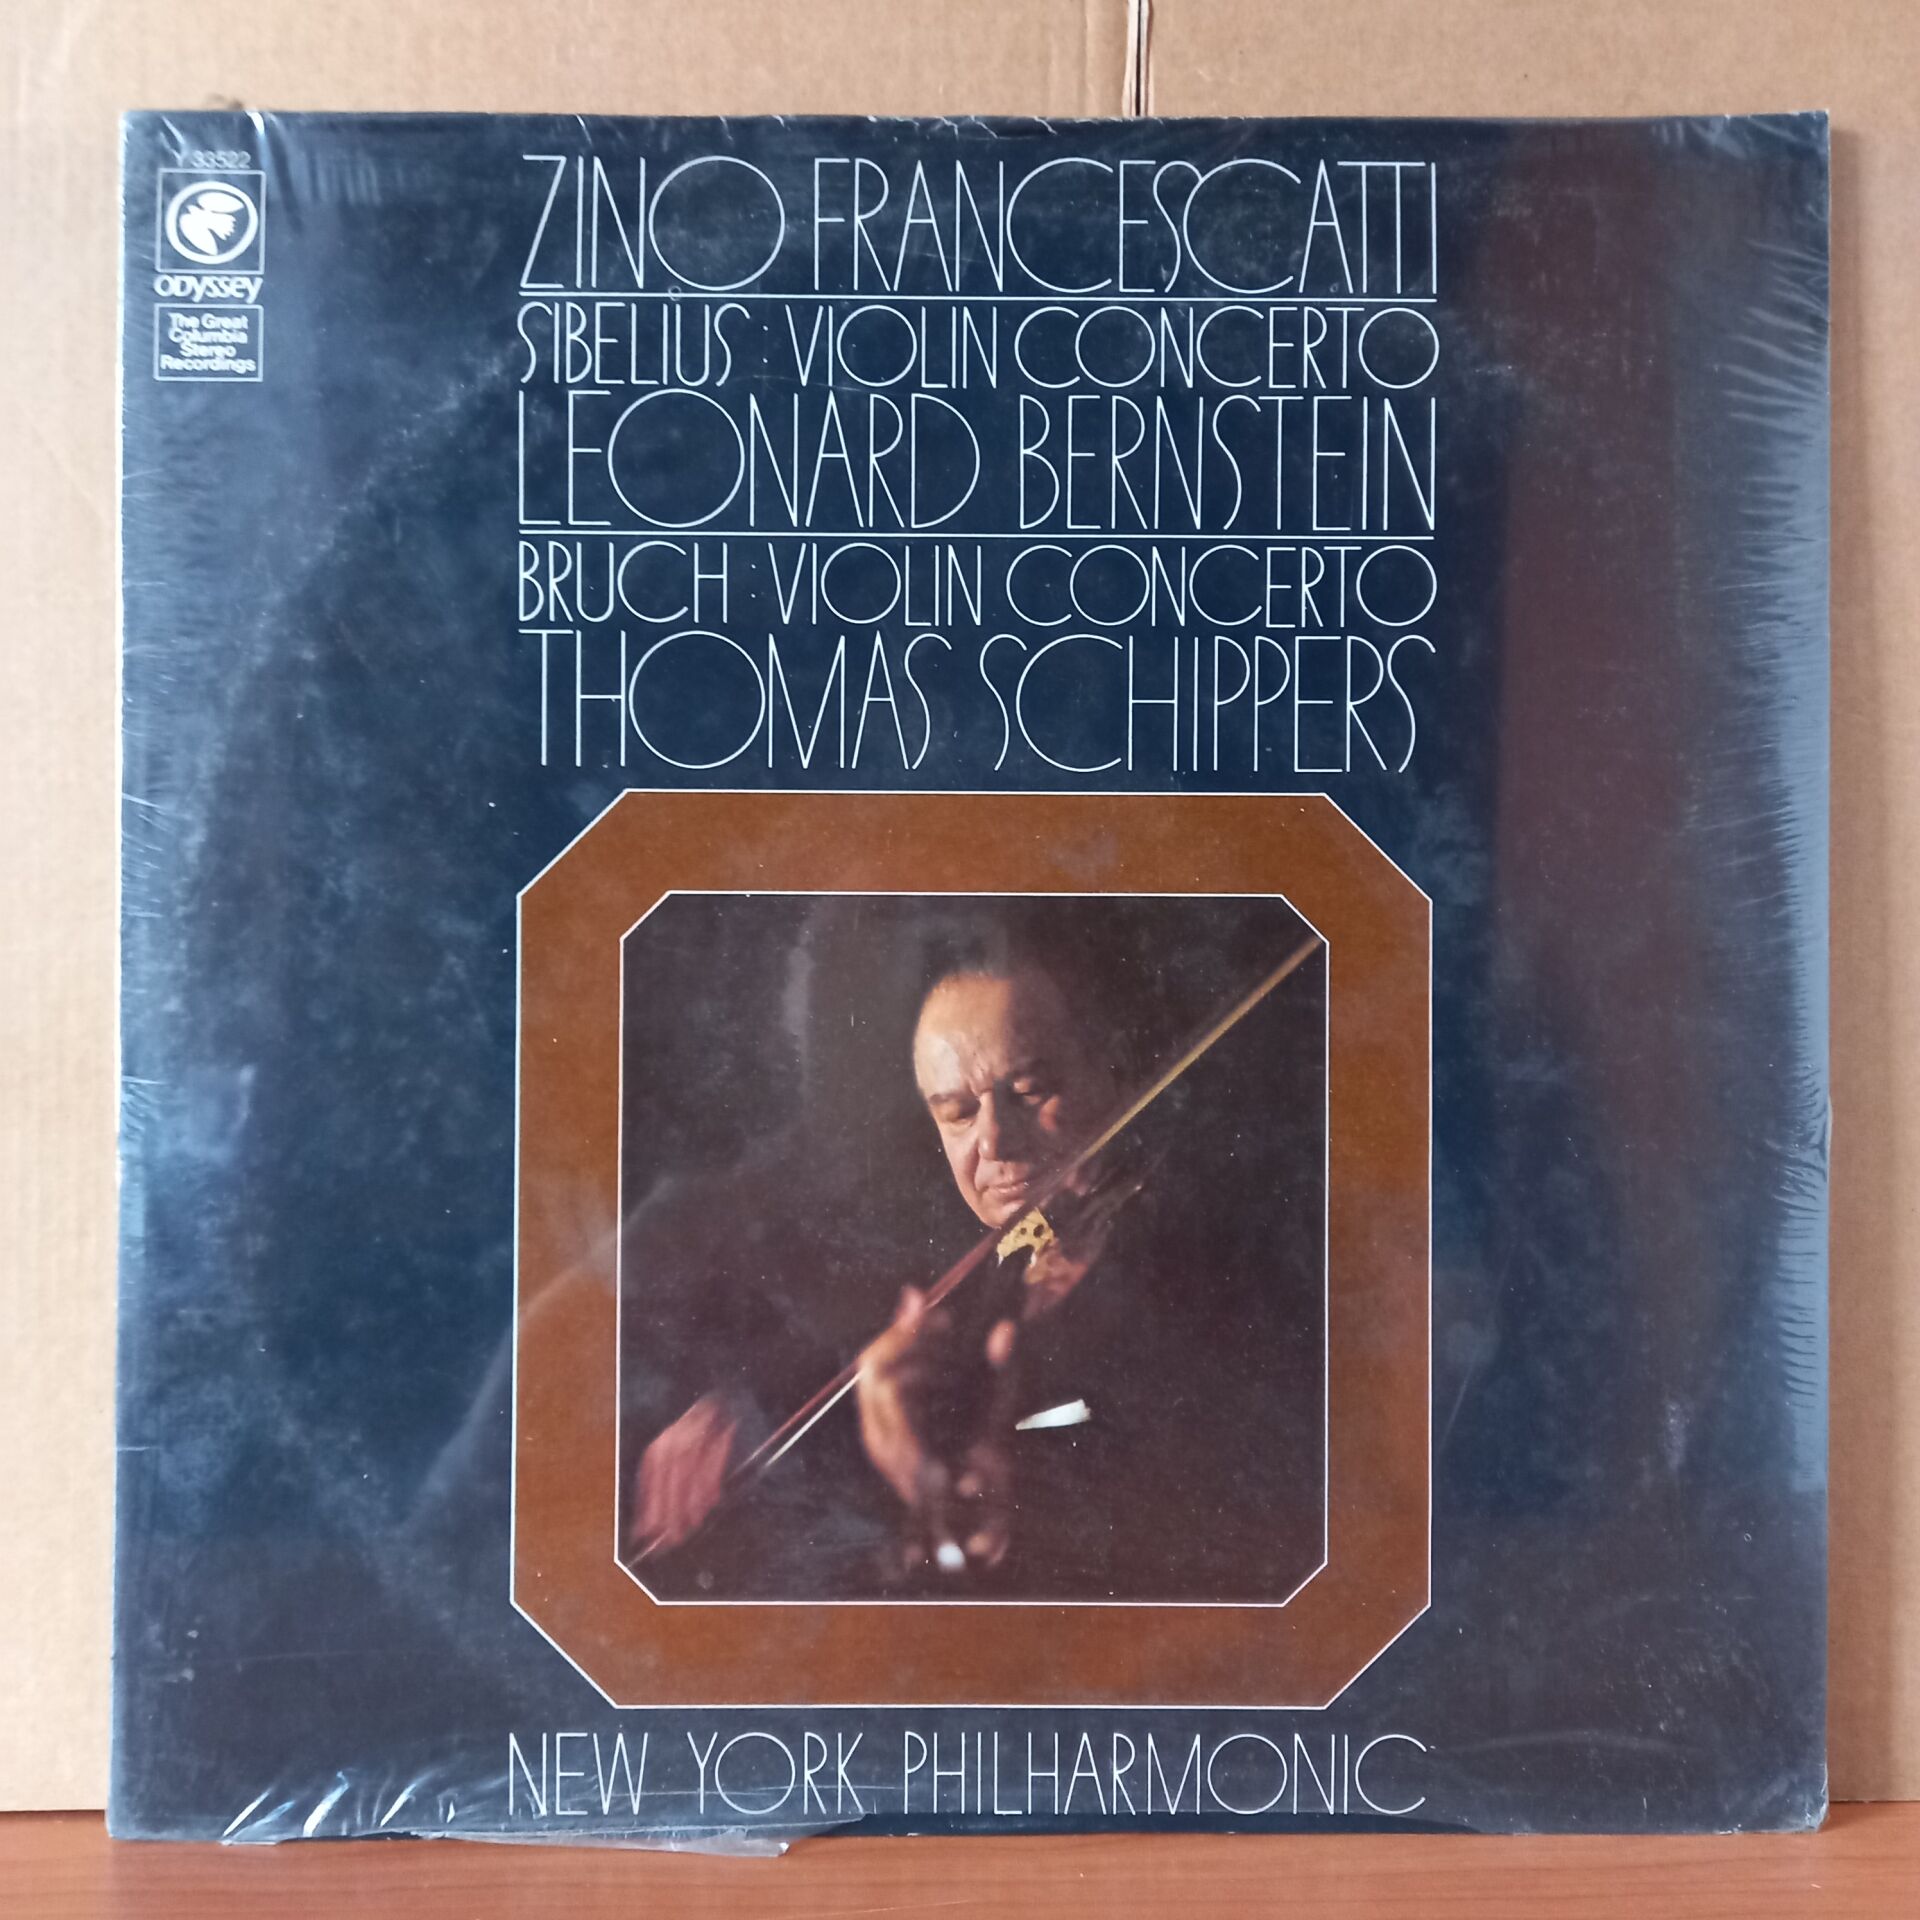 Y 33522
ODYSSEY
The Great
Columbia
Stereo
Recordings
ZINO FRANCESCATTI
SIBELIUS: VIOLIN CONCERTO
LEONARD BERNSTEIN
BRUCH: VIOLIN CONCERTO
THOMAS SCHIPPERS
NEW YORK PHILHARMONIC